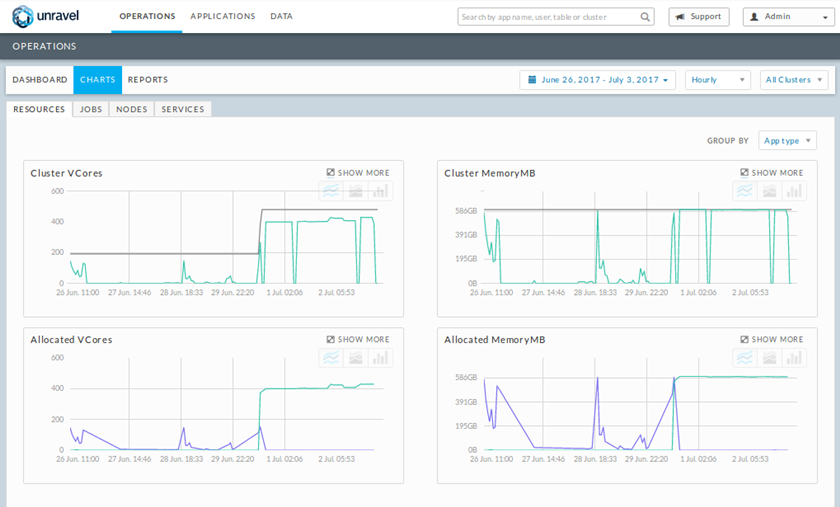 unravel OPERATIONS APPLICATIONS DATA Search by app name, user, table or cluster Support Admin
OPERATIONS
DASHBOARD CHARTS REPORTS June 26, 2017 - July 3, 2017 Hourly All Clusters
RESOURCES JOBS NODES SERVICES
GROUP BY App type
Cluster VCores SHOW MORE
600
400
200
0
26 Jun. 11:00 27 Jun. 14:46 28 Jun. 18:33 29 Jun. 22:20 1 Jul. 02:06 2 Jul. 05:53
Cluster MemoryMB SHOW MORE
586GB
391GB
195GB
0
26 Jun. 11:00 27 Jun. 14:46 28 Jun. 18:33 29 Jun. 22:20 1 Jul. 02:06 2 Jul. 05:53
Allocated VCores SHOW MORE
600
400
200
0
26 Jun. 11:00 27 Jun. 14:46 28 Jun. 18:33 29 Jun. 22:20 1 Jul. 02:06 2 Jul. 05:53
Allocated MemoryMB SHOW MORE
586GB
391GB
195GB
0
26 Jun. 11:00 27 Jun. 14:46 28 Jun. 18:33 29 Jun. 22:20 1 Jul. 02:06 2 Jul. 05:53